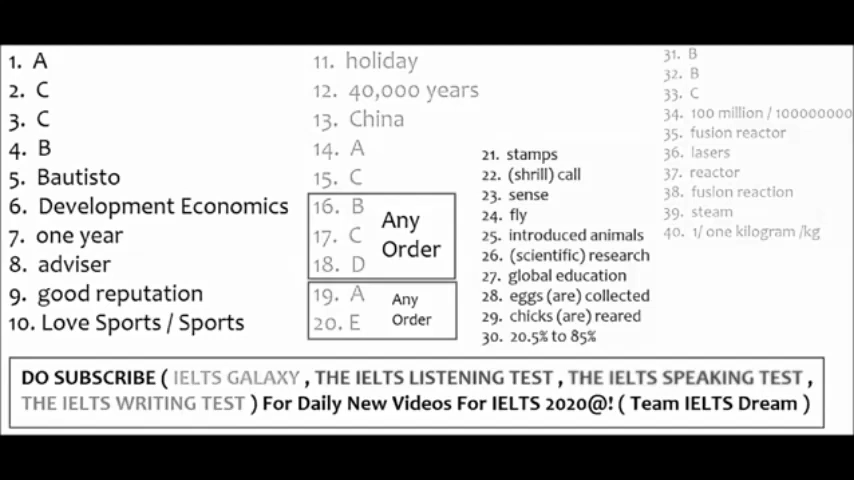 1. A
2. C
3. C
4. B
5. Bautisto
6. Development Economics
7. one year
8. adviser
9. good reputation
10. Love Sports / Sports
11. holiday
12. 40,000 years
13. China
14. A
15. C
16. B
17. C
18. D
Any
Order
19. A
20. E
Any
Order
21. stamps
22. (shrill) call
23. sense
24. fly
25. introduced animals
26. (scientific) research
27. global education
28. eggs (are) collected
29. chicks (are) reared
30. 20.5% to 85%
31. B
32. B
33. C
34. 100 million / 100000000
35. fusion reactor
36. lasers
37. reactor
38. fusion reaction
39. steam
40. 1/ one kilogram /kg
DO SUBSCRIBE ( IELTS GALAXY , THE IELTS LISTENING TEST , THE IELTS SPEAKING TEST ,
THE IELTS WRITING TEST ) For Daily New Videos For IELTS 2020@! ( Team IELTS Dream )